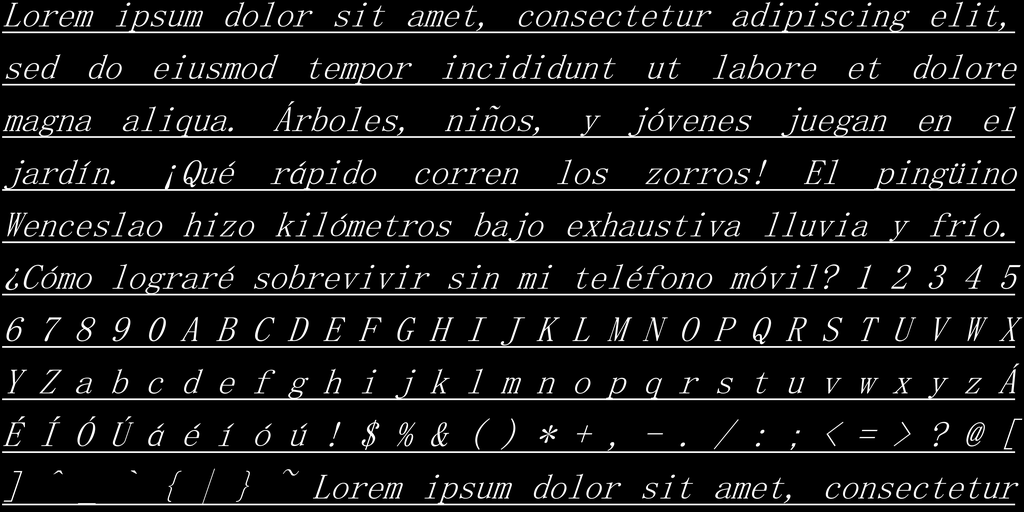 Lorem ipsum dolor sit amet, consectetur adipiscing elit,
sed do eiusmod tempor incididunt ut labore et dolore
magna aliqua. Árboles, niños, y jóvenes juegan en el
jardín. ¡Qué rápido corren los zorros! El pingüino
Wenceslao hizo kilómetros bajo exhaustiva lluvia y frío.
¿Cómo lograré sobrevivir sin mi teléfono móvil? 1 2 3 4 5
6 7 8 9 0 A B C D E F G H I J K L M N O P Q R S T U V W X
Y Z a b c d e f g h i j k l m n o p q r s t u v w x y z Á
É Í Ó Ú á é í ó ú ! $ % & ( ) * + , - . / : ; < = > ? @ [
] ^ _ ` { | } ~ Lorem ipsum dolor sit amet, consectetur